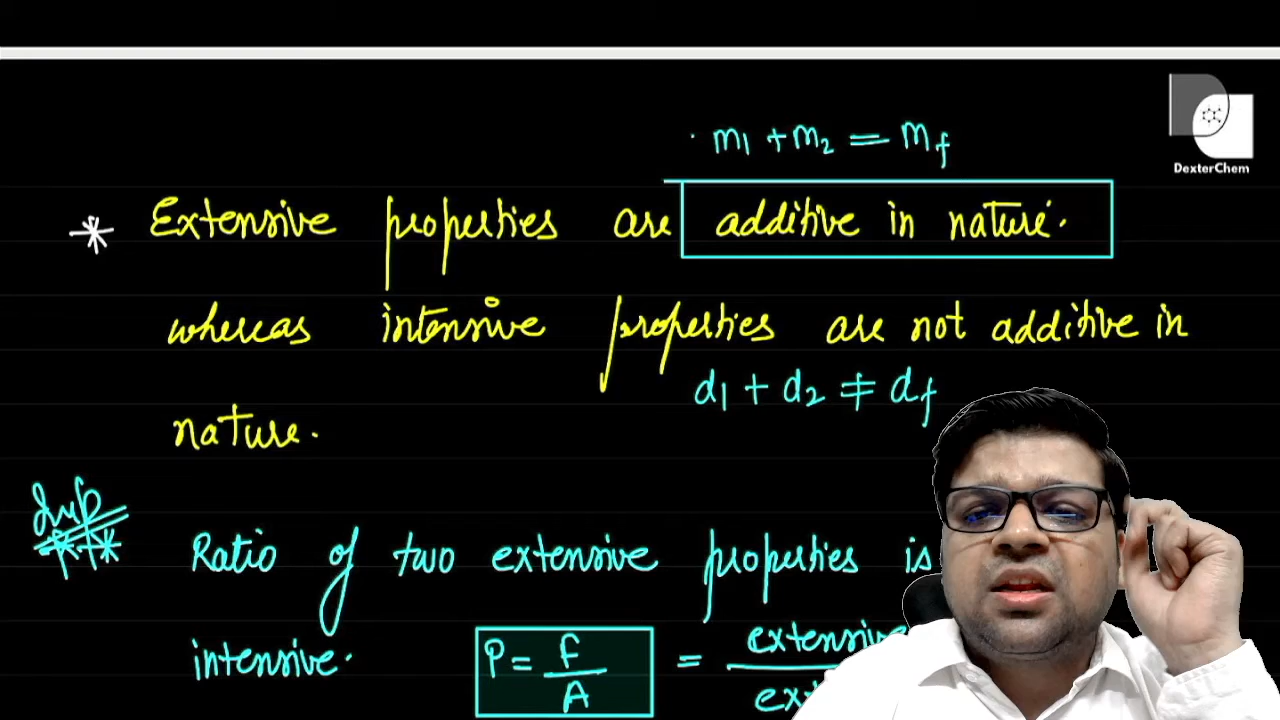 m1 + m2 = mf
DexterChem
* Extensive properties are additive in nature.
whereas intensive properties are not additive in
d1 + d2 ≠ df
nature.
Imp
*** Ratio of two extensive properties is
intensive. P = F/A = extensive